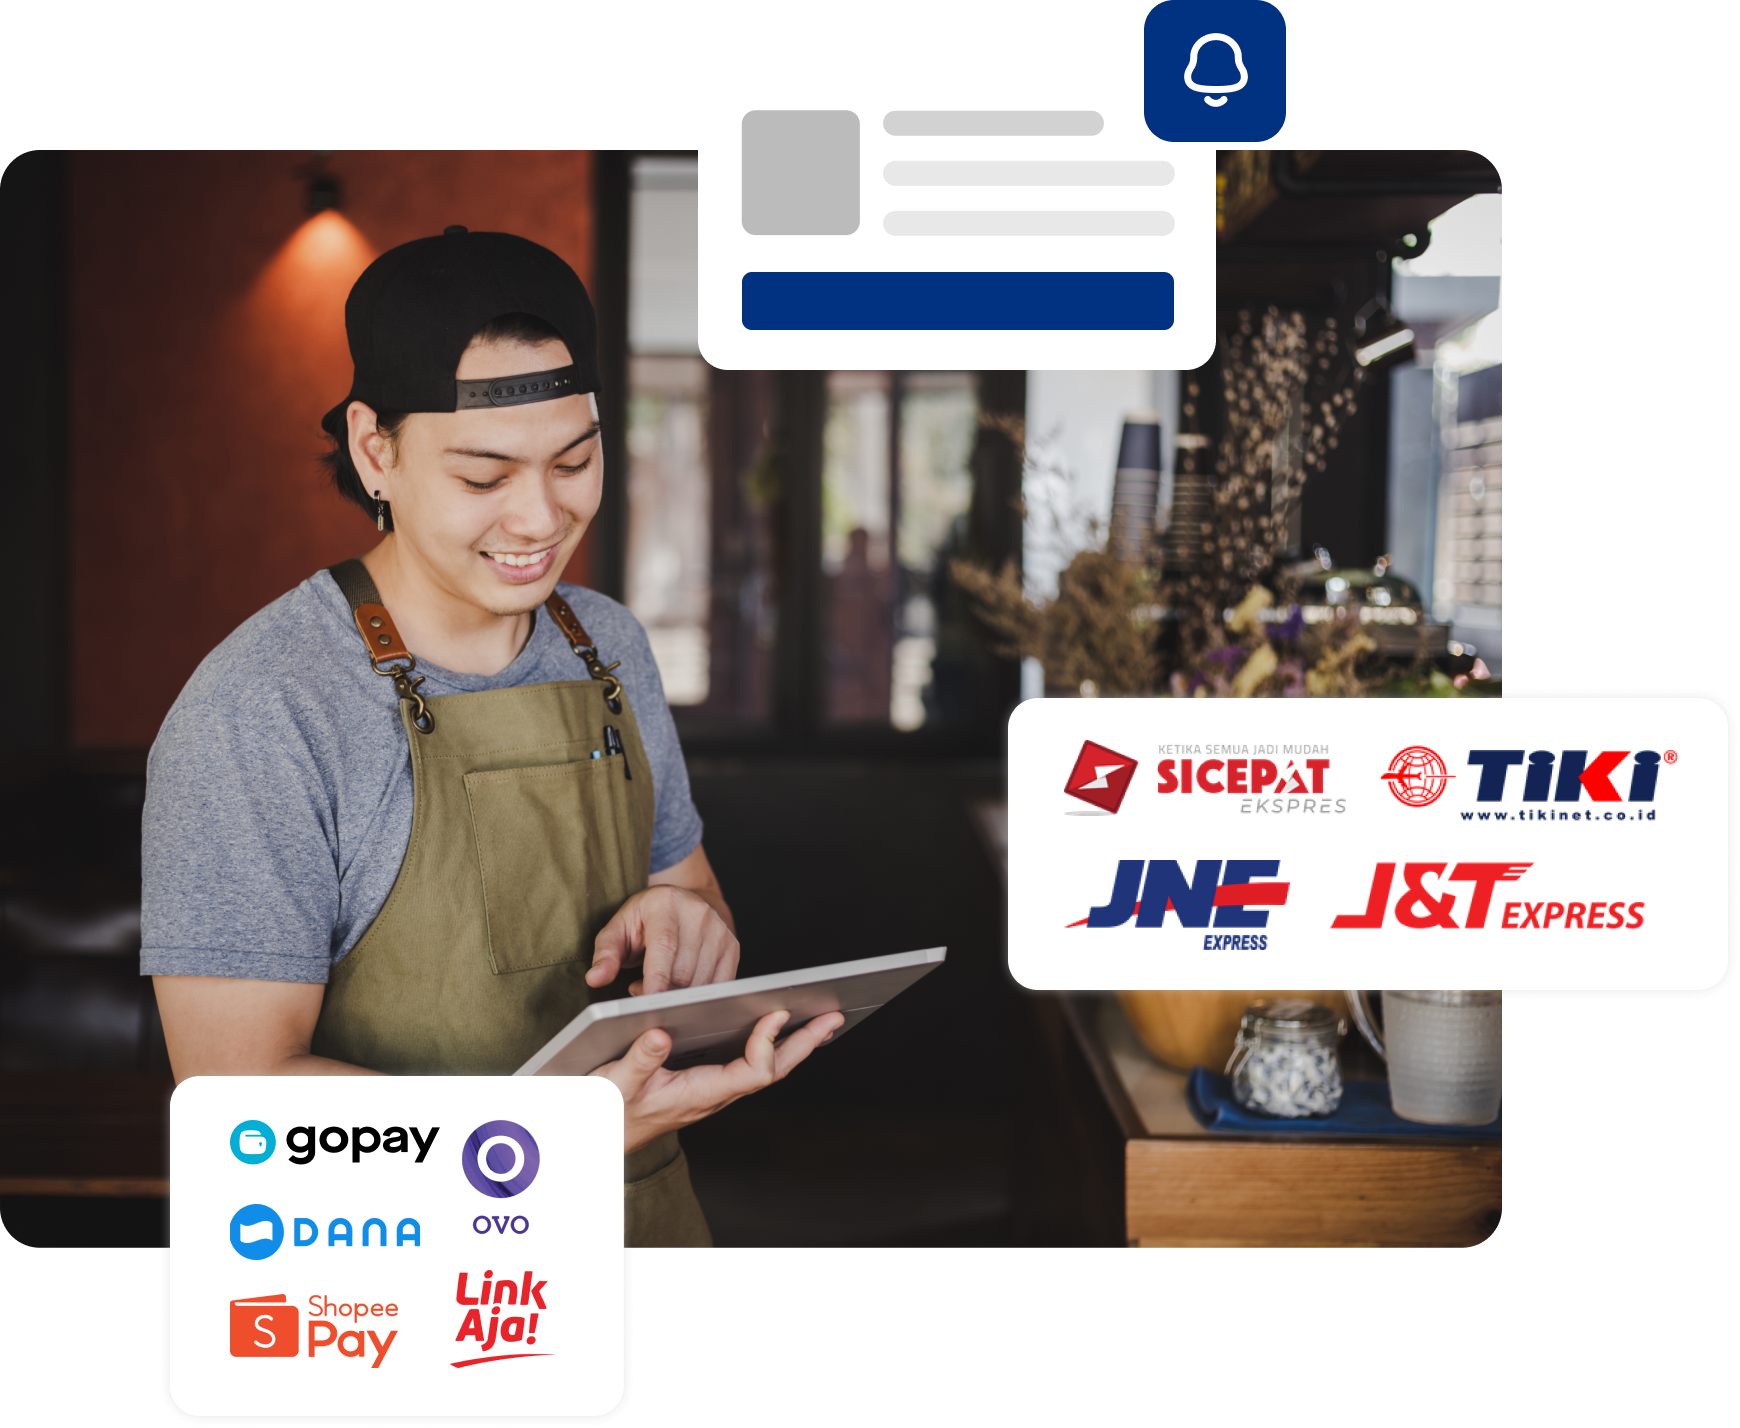 KETIKA SEMUA JADI MUDAH
SICEPAT
EKSPRES
TIKI®
www.tikinet.co.id
JNE
EXPRESS
J&T EXPRESS
gopay
OVO
DANA
Link
Aja!
Shopee
Pay
S